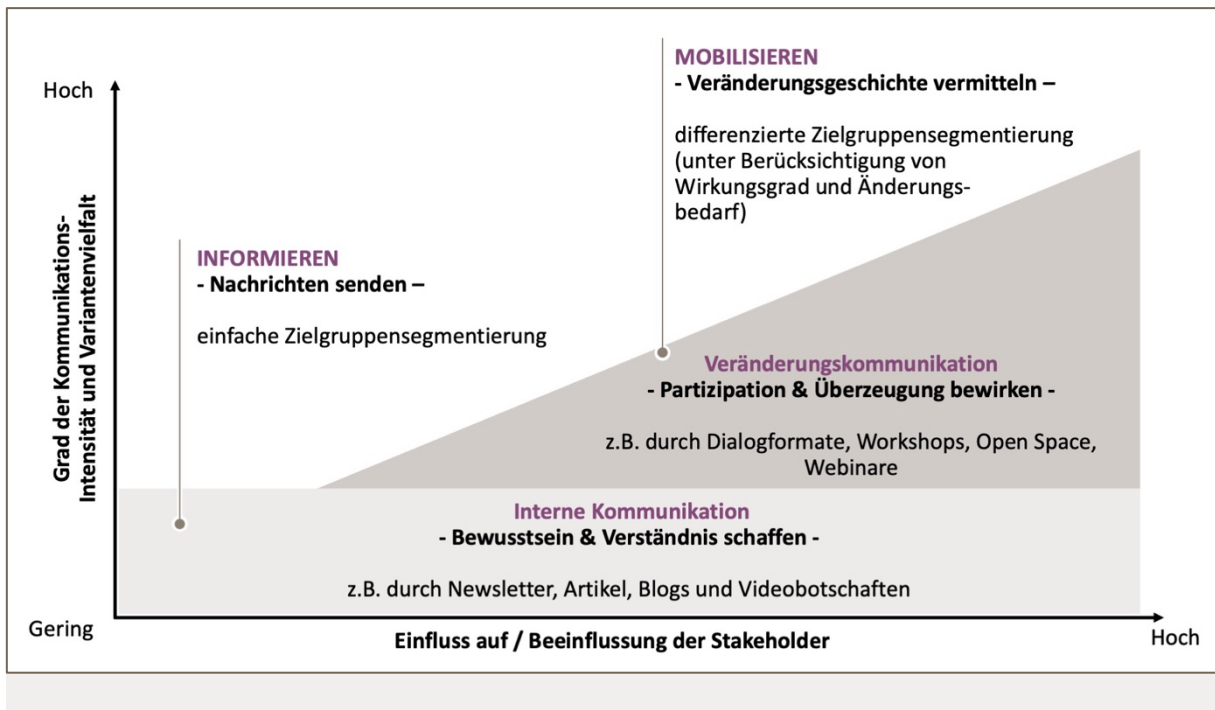 MOBILISIEREN
- Veränderungsgeschichte vermitteln –
differenzierte Zielgruppensegmentierung
(unter Berücksichtigung von
Wirkungsgrad und Änderungs-
bedarf)
Hoch
Grad der Kommunikations-
Intensität und Variantenvielfalt
INFORMIEREN
- Nachrichten senden –
einfache Zielgruppensegmentierung
Veränderungskommunikation
- Partizipation & Überzeugung bewirken -
z.B. durch Dialogformate, Workshops, Open Space,
Webinare
Interne Kommunikation
- Bewusstsein & Verständnis schaffen -
z.B. durch Newsletter, Artikel, Blogs und Videobotschaften
Gering
Einfluss auf / Beeinflussung der Stakeholder
Hoch